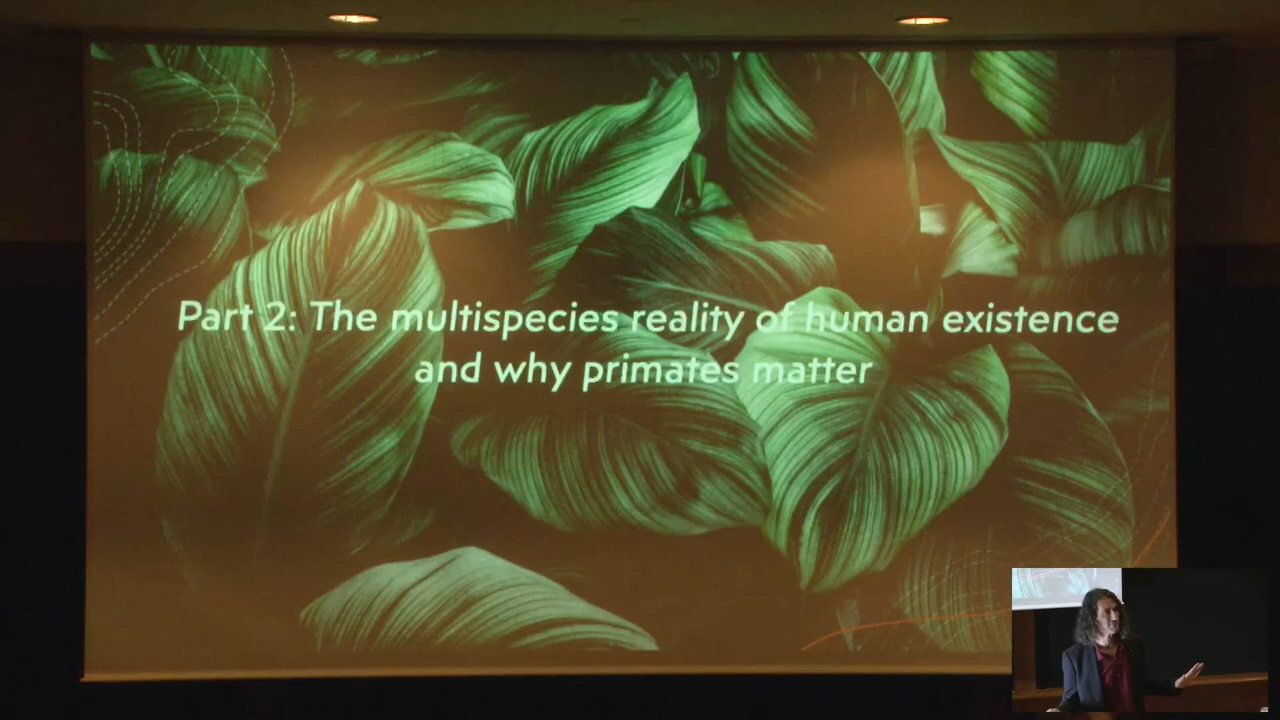 Part 2: The multispecies reality of human existence
and why primates matter